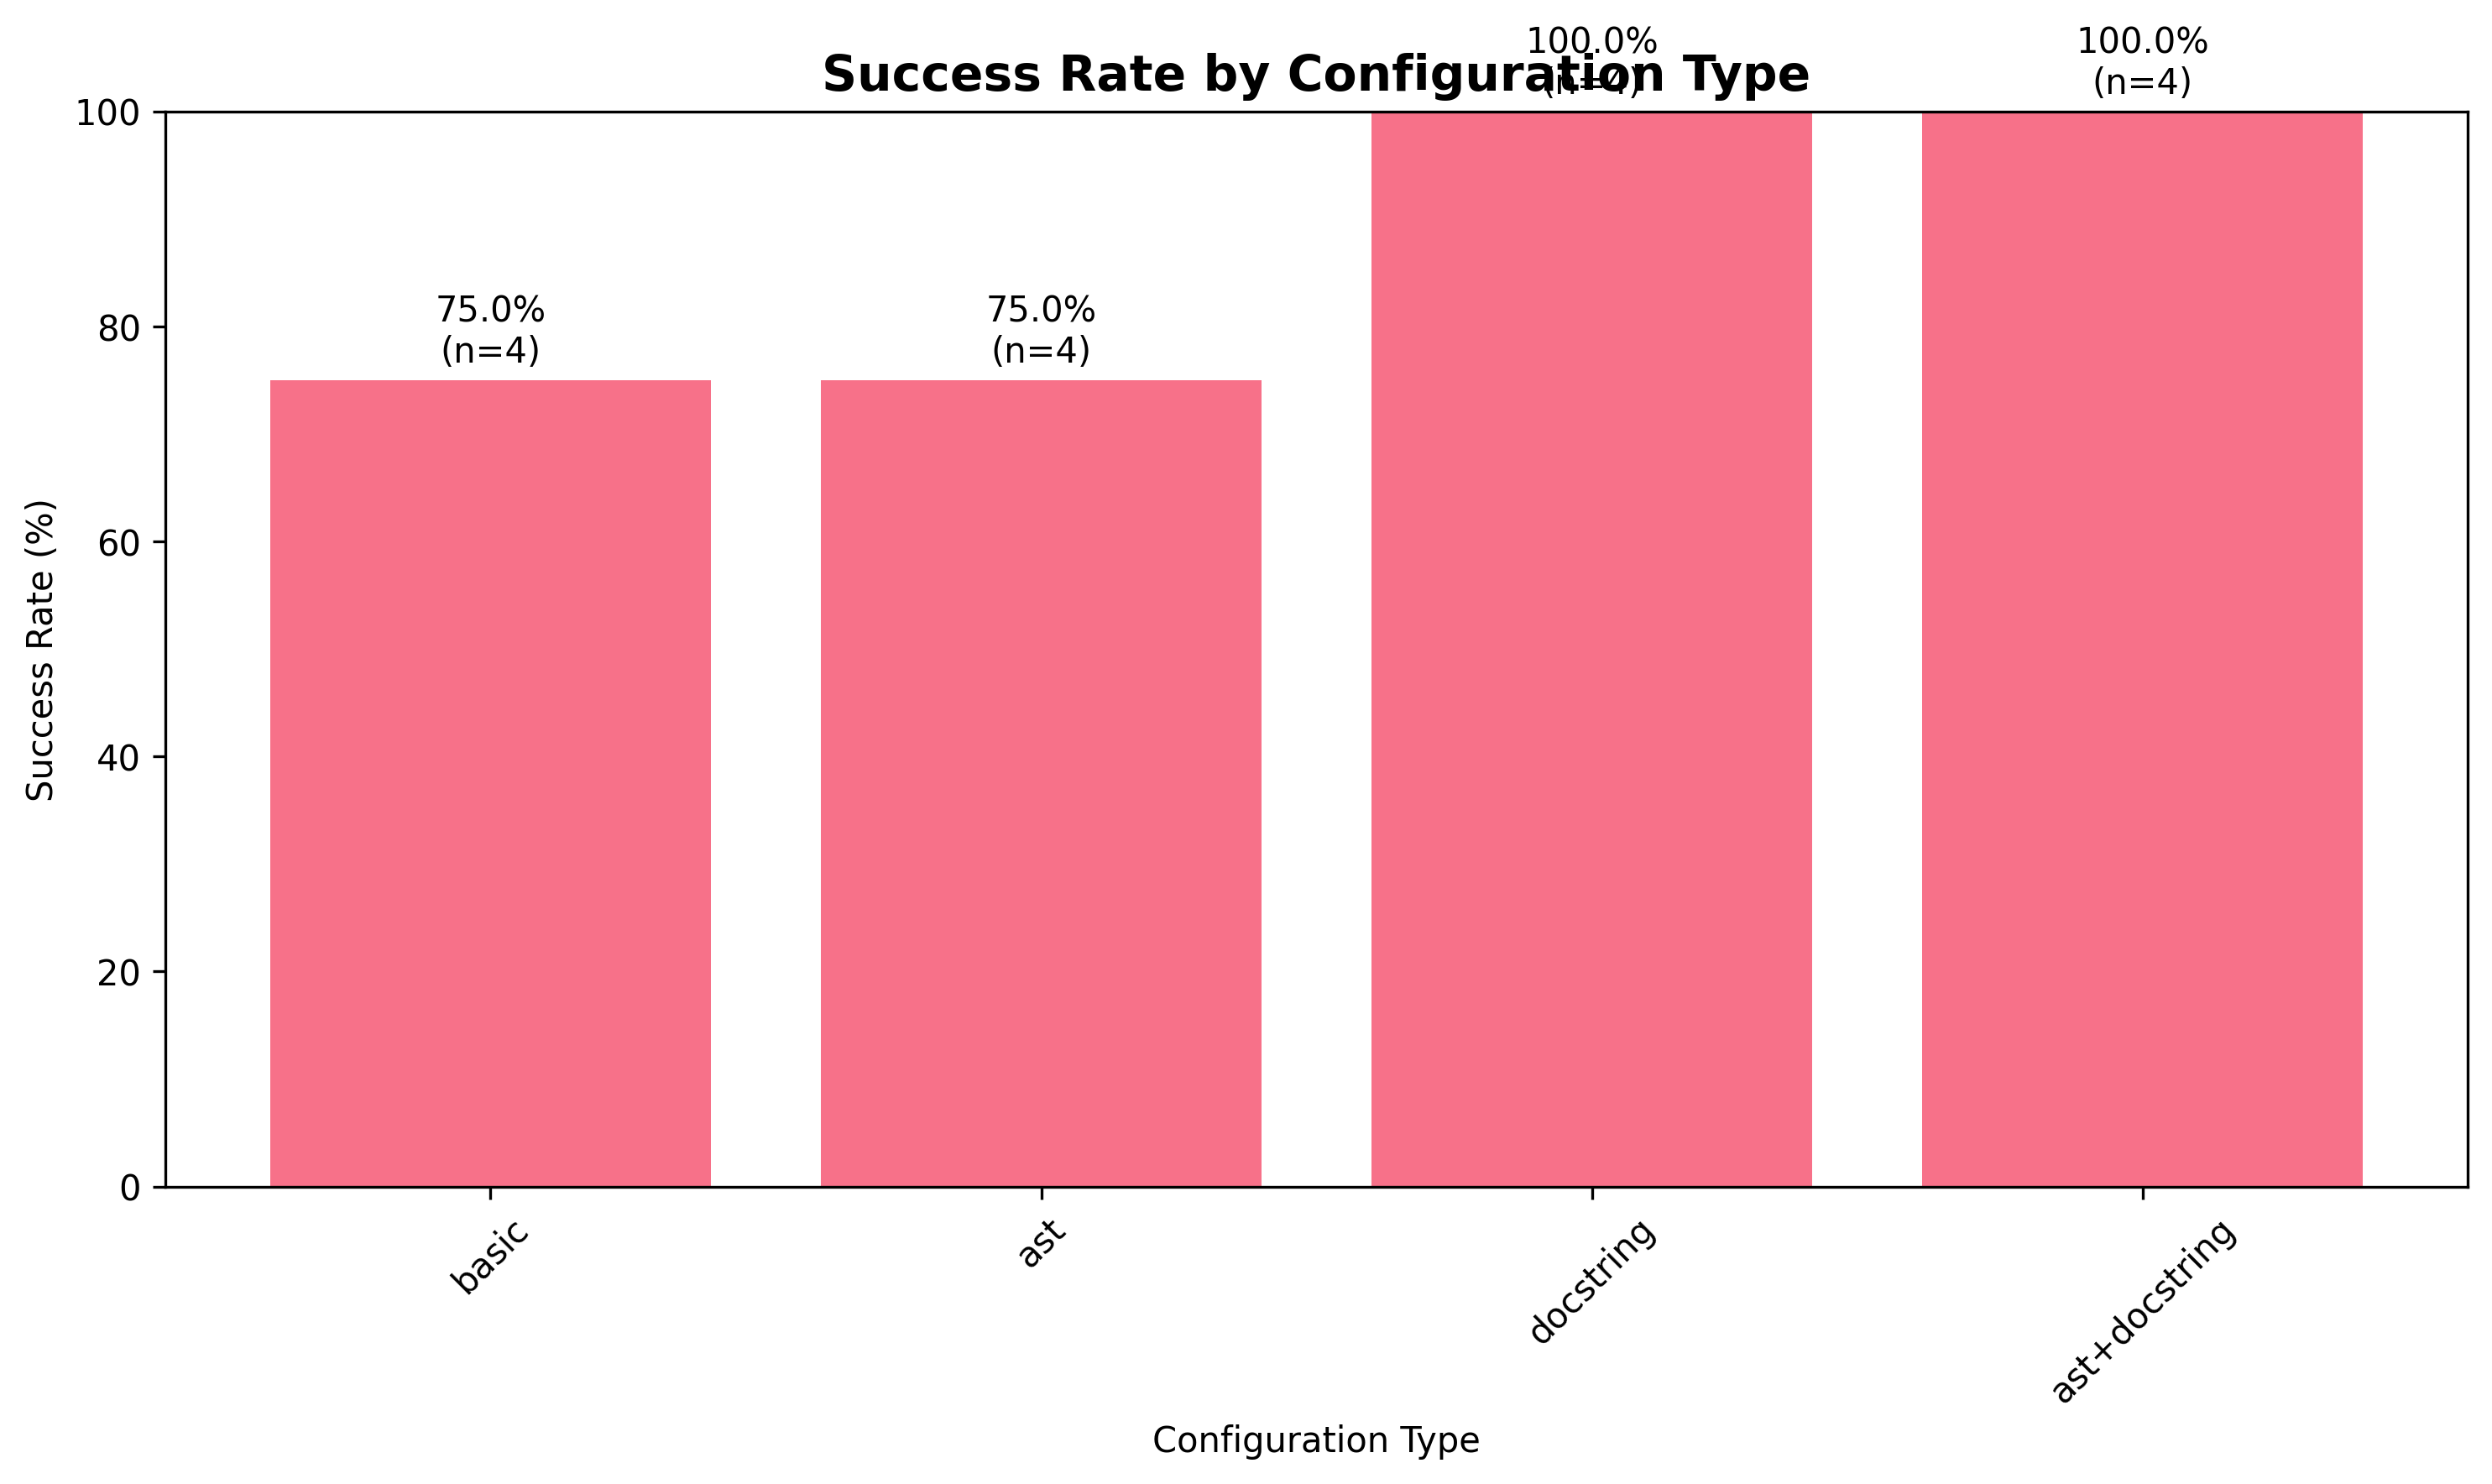 Success Rate by Configuration Type
100.0%
(n=4)
100.0%
(n=4)
75.0%
(n=4)
75.0%
(n=4)
100
80
60
40
20
0
Success Rate (%)
basic
ast
docstring
ast+docstring
Configuration Type